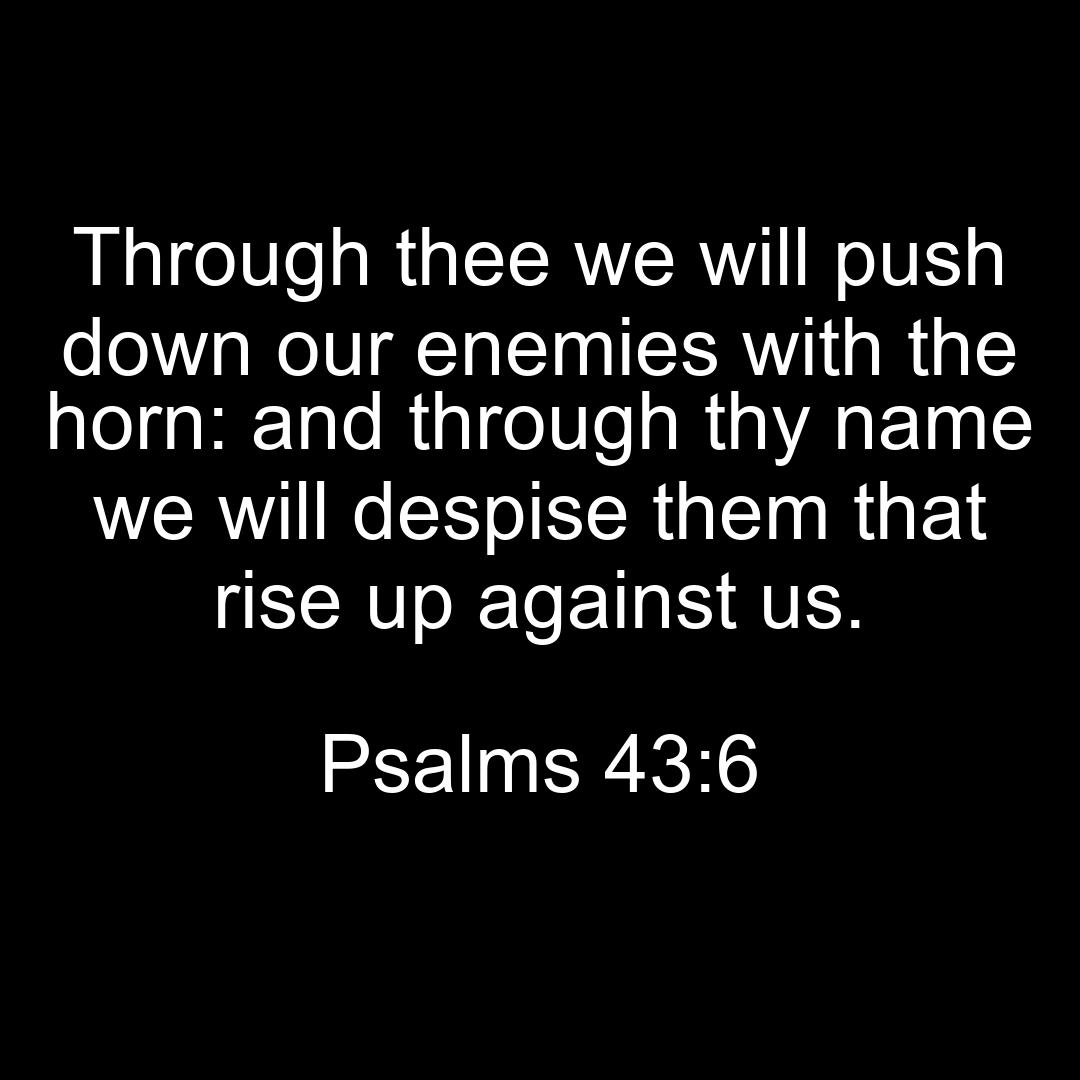 Through thee we will push
down our enemies with the
horn: and through thy name
we will despise them that
rise up against us.
Psalms 43:6